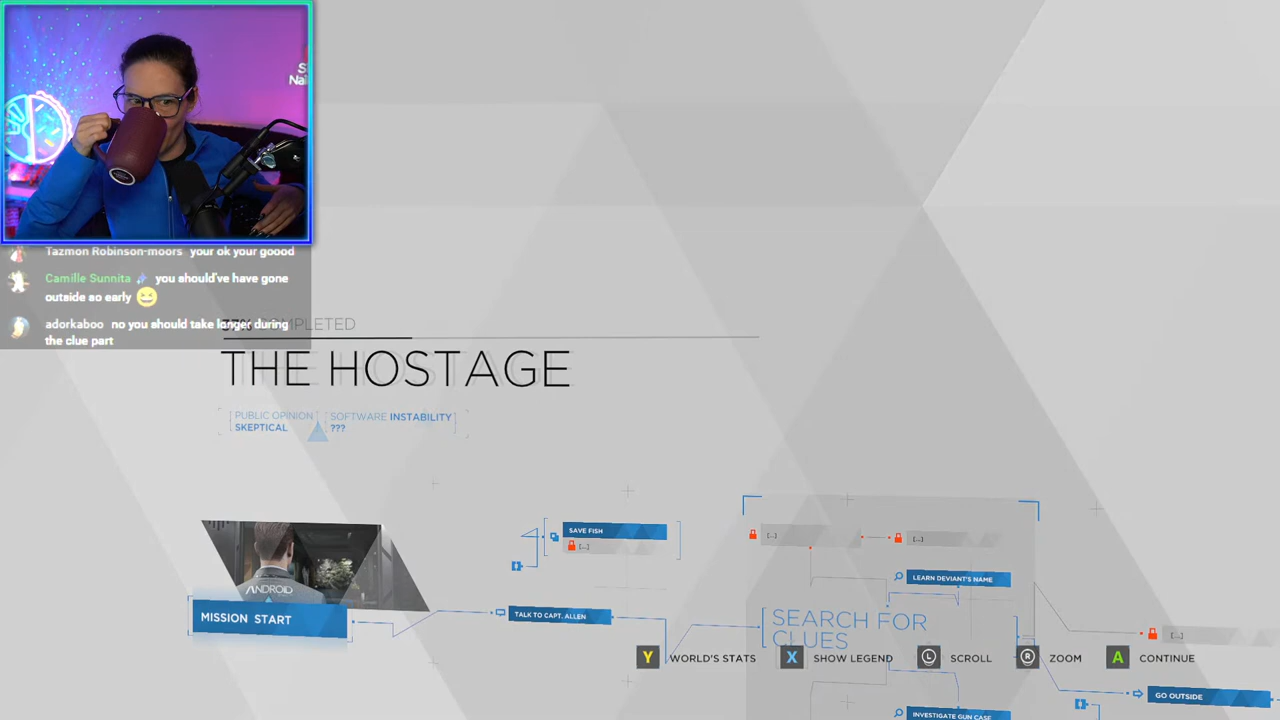 Tazmon Robinson-moors your ok your goood
Camille Sunnita you should've have gone
outside so early
adorkaboo no you should take longer during
the clue part
37% COMPLETED
THE HOSTAGE
PUBLIC OPINION
SKEPTICAL
SOFTWARE INSTABILITY
???
SAVE FISH
[...]
[...]
[...]
LEARN DEVIANT'S NAME
ANDROID
MISSION START
TALK TO CAPT. ALLEN
SEARCH FOR
CLUES
[...]
Y WORLD'S STATS
X SHOW LEGEND
L SCROLL
R ZOOM
A CONTINUE
GO OUTSIDE
INVESTIGATE GUN CASE